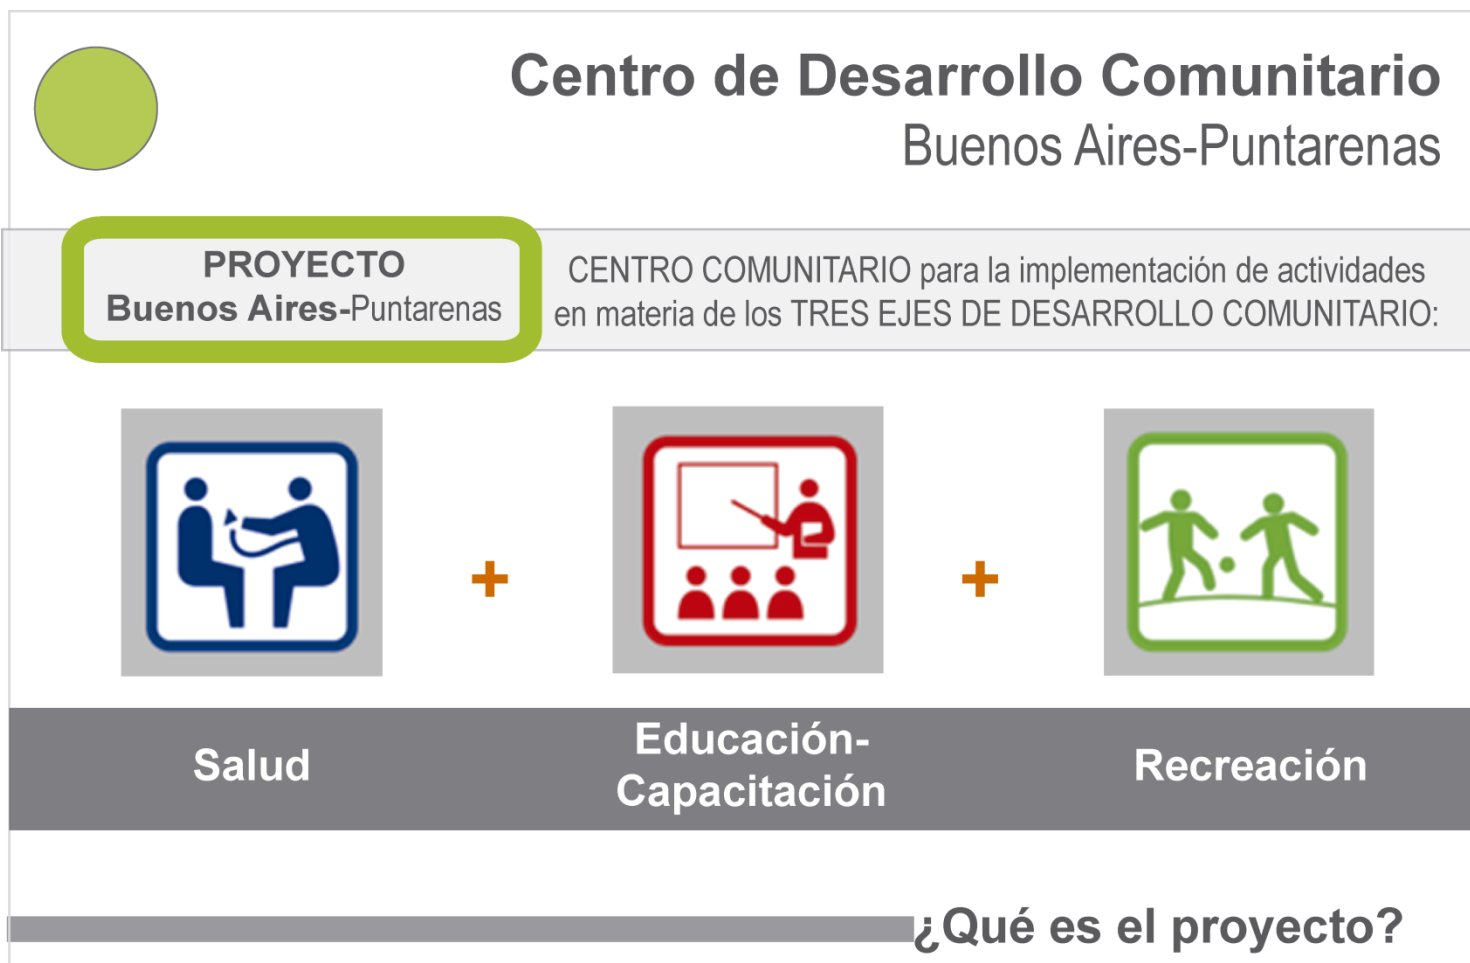 Centro de Desarrollo Comunitario
Buenos Aires-Puntarenas
PROYECTO
Buenos Aires-Puntarenas
CENTRO COMUNITARIO para la implementación de actividades
en materia de los TRES EJES DE DESARROLLO COMUNITARIO:
+
+
Salud
Educación-
Capacitación
Recreación
¿Qué es el proyecto?